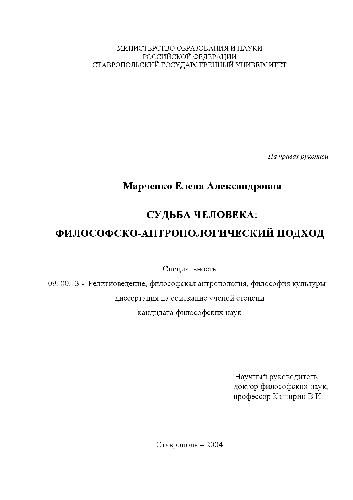 МИНИСТЕРСТВО ОБРАЗОВАНИЯ И НАУКИ
РОССИЙСКОЙ ФЕДЕРАЦИИ
СТАВРОПОЛЬСКИЙ ГОСУДАРСТВЕННЫЙ УНИВЕРСИТЕТ
На правах рукописи
Марченко Елена Александровна
СУДЬБА ЧЕЛОВЕКА:
ФИЛОСОФСКО-АНТРОПОЛОГИЧЕСКИЙ ПОДХОД
Специальность
09. 00. 13 - Религиоведение, философская антропология, философия культуры
диссертация на соискание ученой степени
кандидата философских наук
Научный руководитель
доктор философских наук,
профессор Каширин В.И.
Ставрополь – 2004